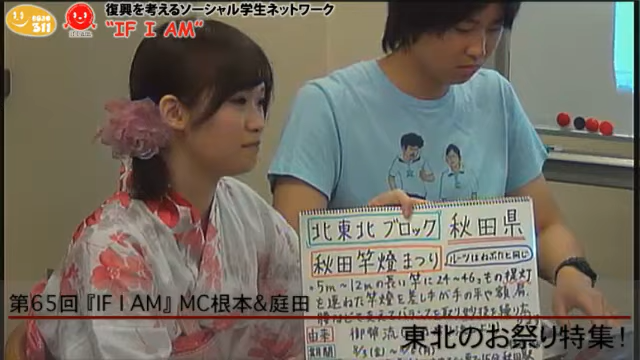 復興を考えるソーシャル学生ネットワーク
"IF I AM"
311
北東北ブロック 秋田県
秋田竿燈まつり
ルーツはねぶたと同じ
・5m〜12mの長い竿に24〜46コもの提灯
を連ねた竿燈を差し手が手の平や額、肩、
由来
期間
第65回『IF I AM』MC根本&庭田
東北のお祭り特集!